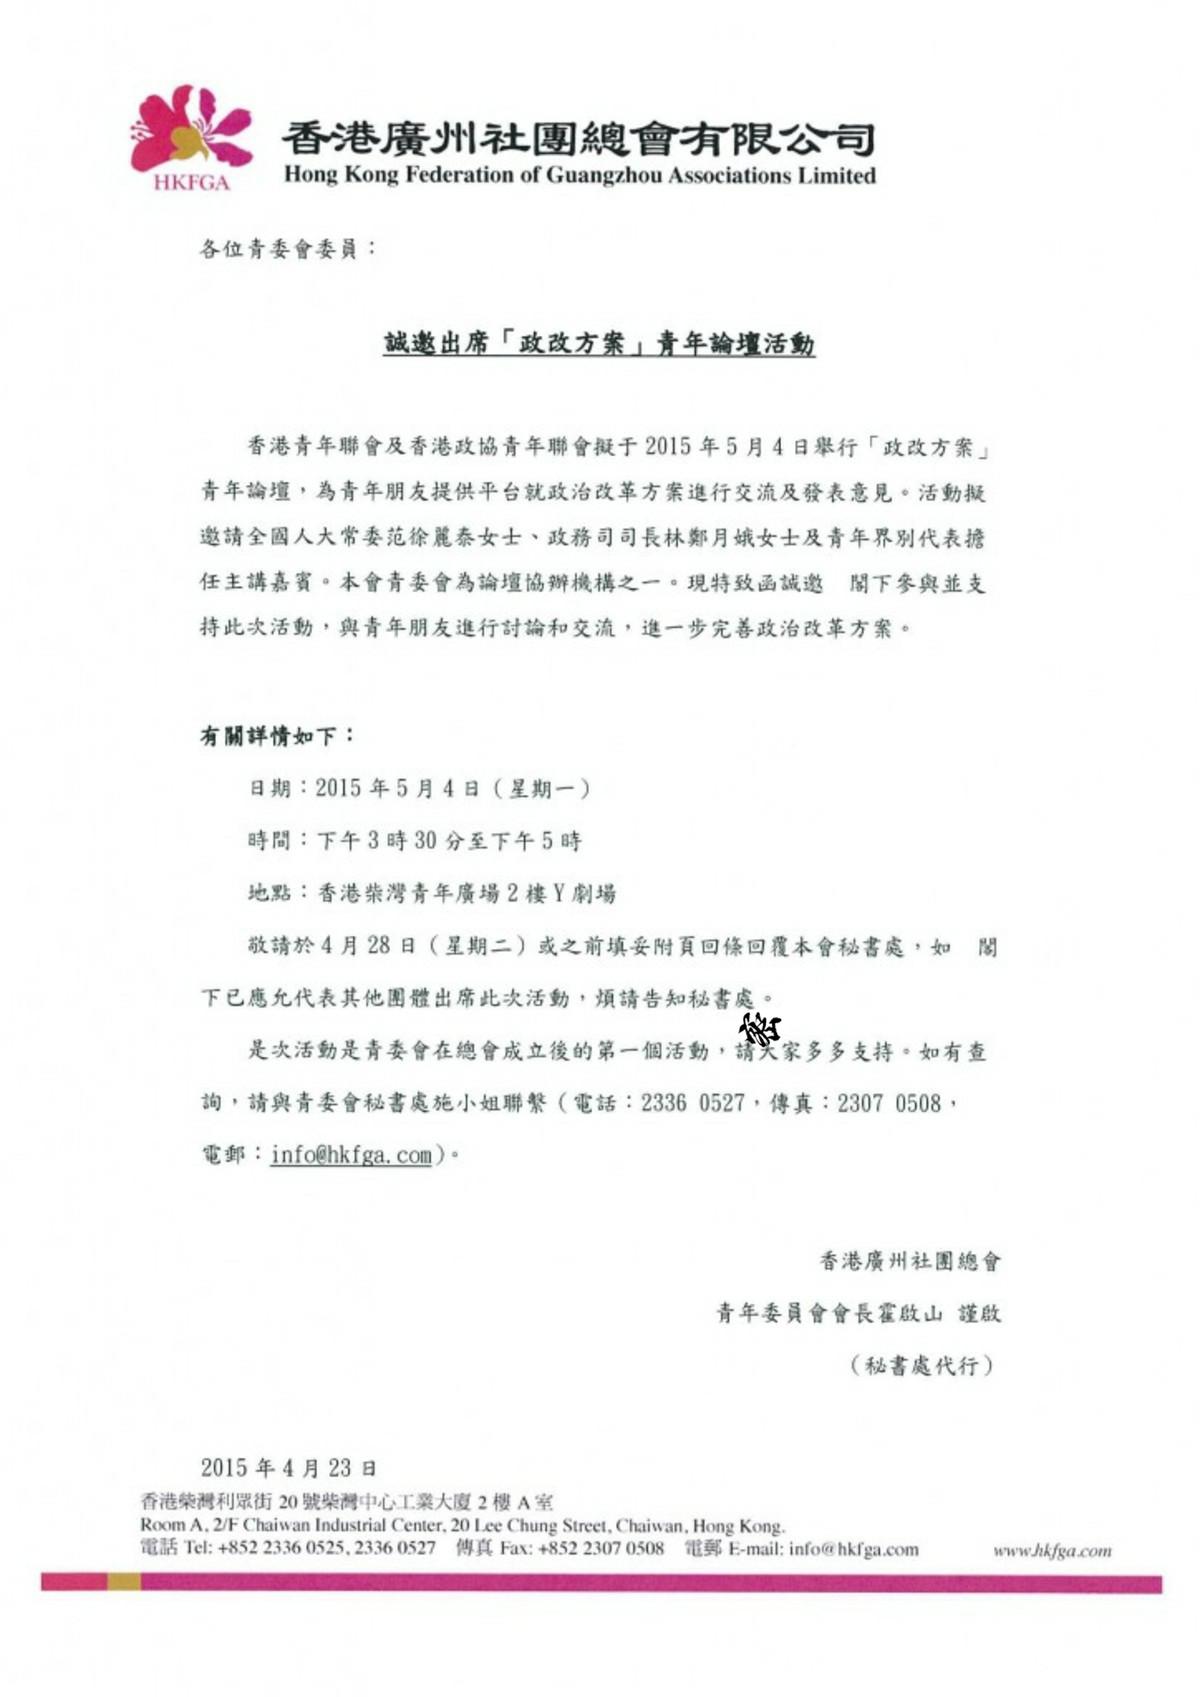 香港廣州社團總會有限公司
HKFGA
Hong Kong Federation of Guangzhou Associations Limited
各位青委會委員：
誠邀出席「政改方案」青年論壇活動
香港青年聯會及香港政協青年聯會擬于 2015 年 5 月 4 日舉行「政改方案」
青年論壇，為青年朋友提供平台就政治改革方案進行交流及發表意見。活動擬
邀請全國人大常委范徐麗泰女士、政務司司長林鄭月娥女士及青年界別代表擔
任主講嘉賓。本會青委會為論壇協辦機構之一。現特致函誠邀　閣下參與並支
持此次活動，與青年朋友進行討論和交流，進一步完善政治改革方案。
有關詳情如下：
日期：2015 年 5 月 4 日（星期一）
時間：下午 3 時 30 分至下午 5 時
地點：香港柴灣青年廣場 2 樓 Y 劇場
敬請於 4 月 28 日（星期二）或之前填妥附頁回條回覆本會秘書處，如　閣
下已應允代表其他團體出席此次活動，煩請告知秘書處。
是次活動是青委會在總會成立後的第一個活動，請大家多多支持。如有查
詢，請與青委會秘書處施小姐聯繫（電話：2336 0527，傳真：2307 0508，
電郵：info@hkfga.com）。
香港廣州社團總會
青年委員會會長霍啟山 謹啟
（秘書處代行）
2015 年 4 月 23 日
香港柴灣利眾街 20 號柴灣中心工業大廈 2 樓 A 室
Room A, 2/F Chaiwan Industrial Center, 20 Lee Chung Street, Chaiwan, Hong Kong.
電話 Tel: +852 2336 0525, 2336 0527 傳真 Fax: +852 2307 0508 電郵 E-mail: info@hkfga.com www.hkfga.com